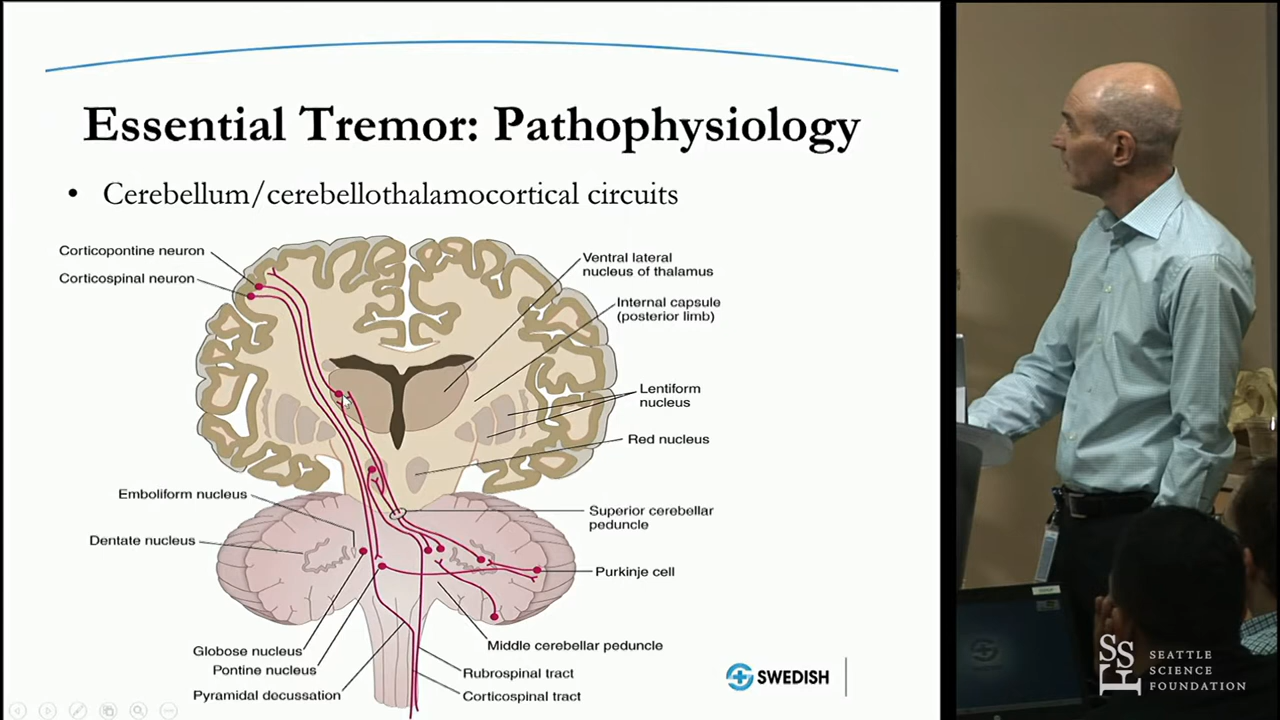 Essential Tremor: Pathophysiology
• Cerebellum/cerebellothalamocortical circuits
Corticopontine neuron
Corticospinal neuron
Ventral lateral
nucleus of thalamus
Internal capsule
(posterior limb)
Lentiform
nucleus
Red nucleus
Emboliform nucleus
Dentate nucleus
Superior cerebellar
peduncle
Purkinje cell
Globose nucleus
Pontine nucleus
Pyramidal decussation
Middle cerebellar peduncle
Rubrospinal tract
Corticospinal tract
SWEDISH
SSF
SEATTLE
SCIENCE
FOUNDATION